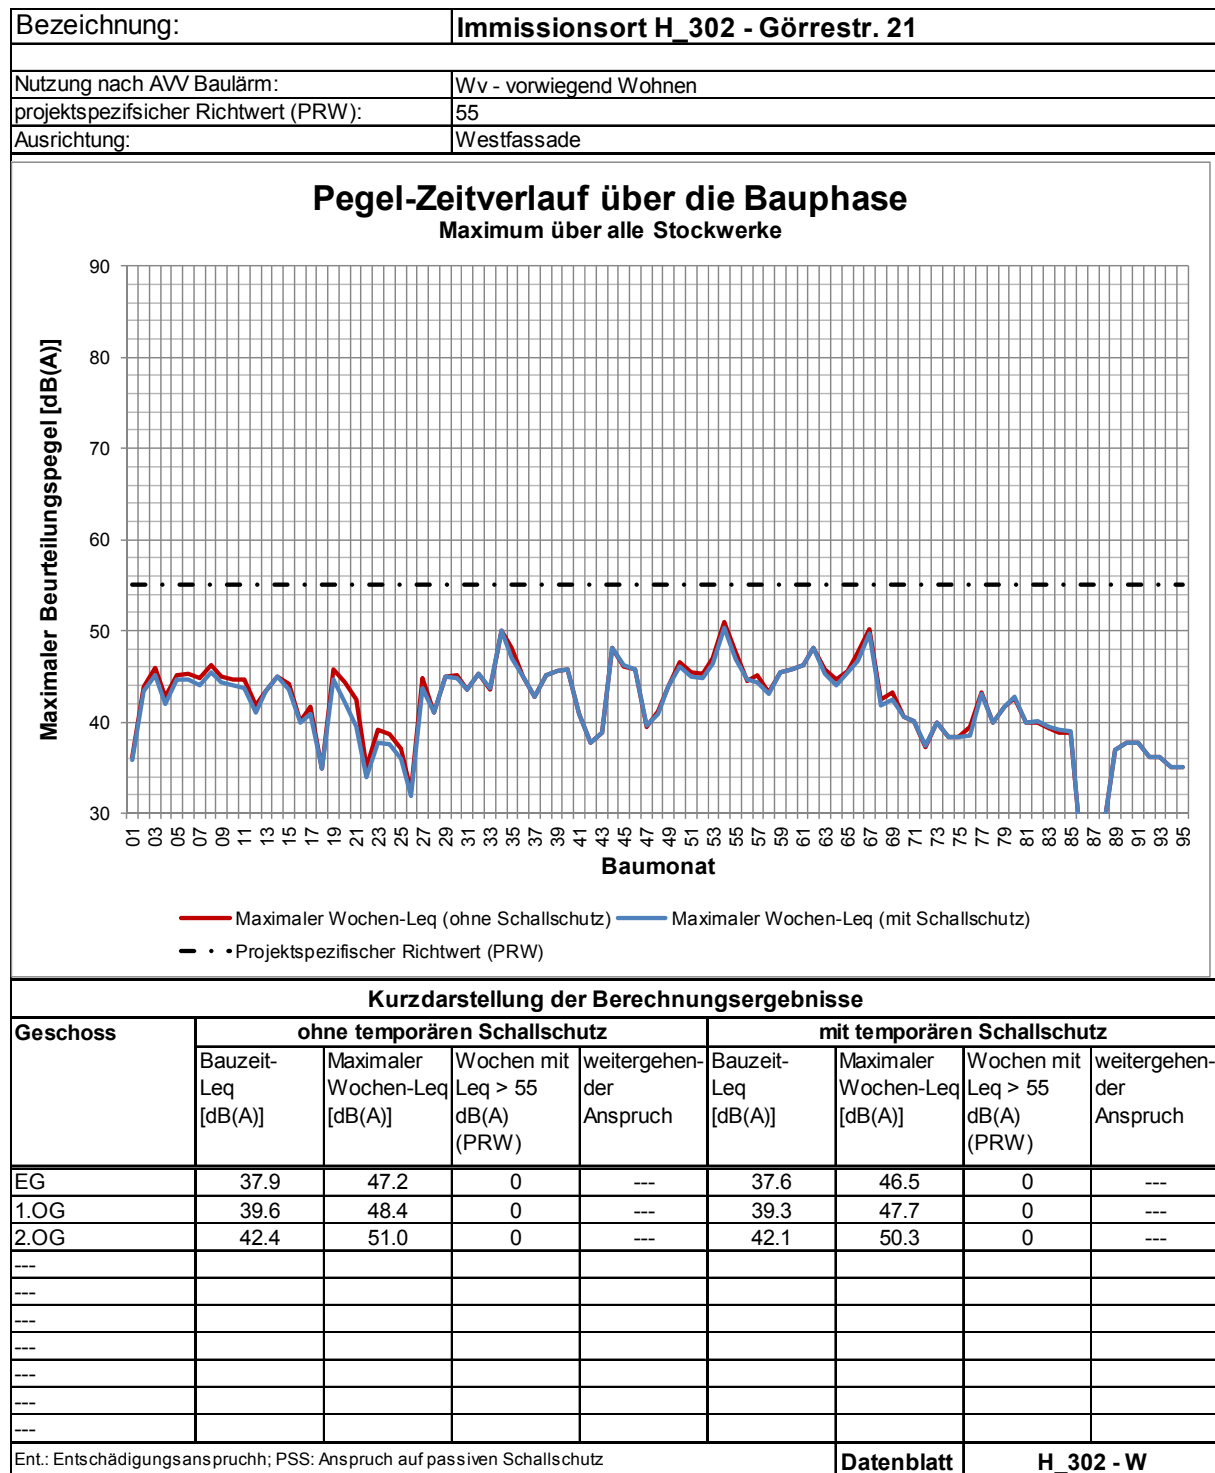 Bezeichnung: Immissionsort H_302 - Görrestr. 21
Nutzung nach AVV Baulärm: Wv - vorwiegend Wohnen
projektspezifsicher Richtwert (PRW): 55
Ausrichtung: Westfassade
Pegel-Zeitverlauf über die Bauphase
Maximum über alle Stockwerke
Maximaler Beurteilungspegel [dB(A)]
90
80
70
60
50
40
30
01 03 05 07 09 11 13 15 17 19 21 23 25 27 29 31 33 35 37 39 41 43 45 47 49 51 53 55 57 59 61 63 65 67 69 71 73 75 77 79 81 83 85 87 89 91 93 95
Baumonat
Maximaler Wochen-Leq (ohne Schallschutz) Maximaler Wochen-Leq (mit Schallschutz)
Projektspezifischer Richtwert (PRW)
Kurzdarstellung der Berechnungsergebnisse
Geschoss ohne temporären Schallschutz mit temporären Schallschutz
Bauzeit- Maximaler Wochen mit weitergehen- Bauzeit- Maximaler Wochen mit weitergehen-
Leq Wochen-Leq Leq > 55 der Leq Wochen-Leq Leq > 55 der
[dB(A)] [dB(A)] dB(A) Anspruch [dB(A)] [dB(A)] dB(A) Anspruch
(PRW) (PRW)
EG 37.9 47.2 0 --- 37.6 46.5 0 ---
1.OG 39.6 48.4 0 --- 39.3 47.7 0 ---
2.OG 42.4 51.0 0 --- 42.1 50.3 0 ---
---
---
---
---
---
---
---
Ent.: Entschädigungsanspruchh; PSS: Anspruch auf passiven Schallschutz Datenblatt H_302 - W